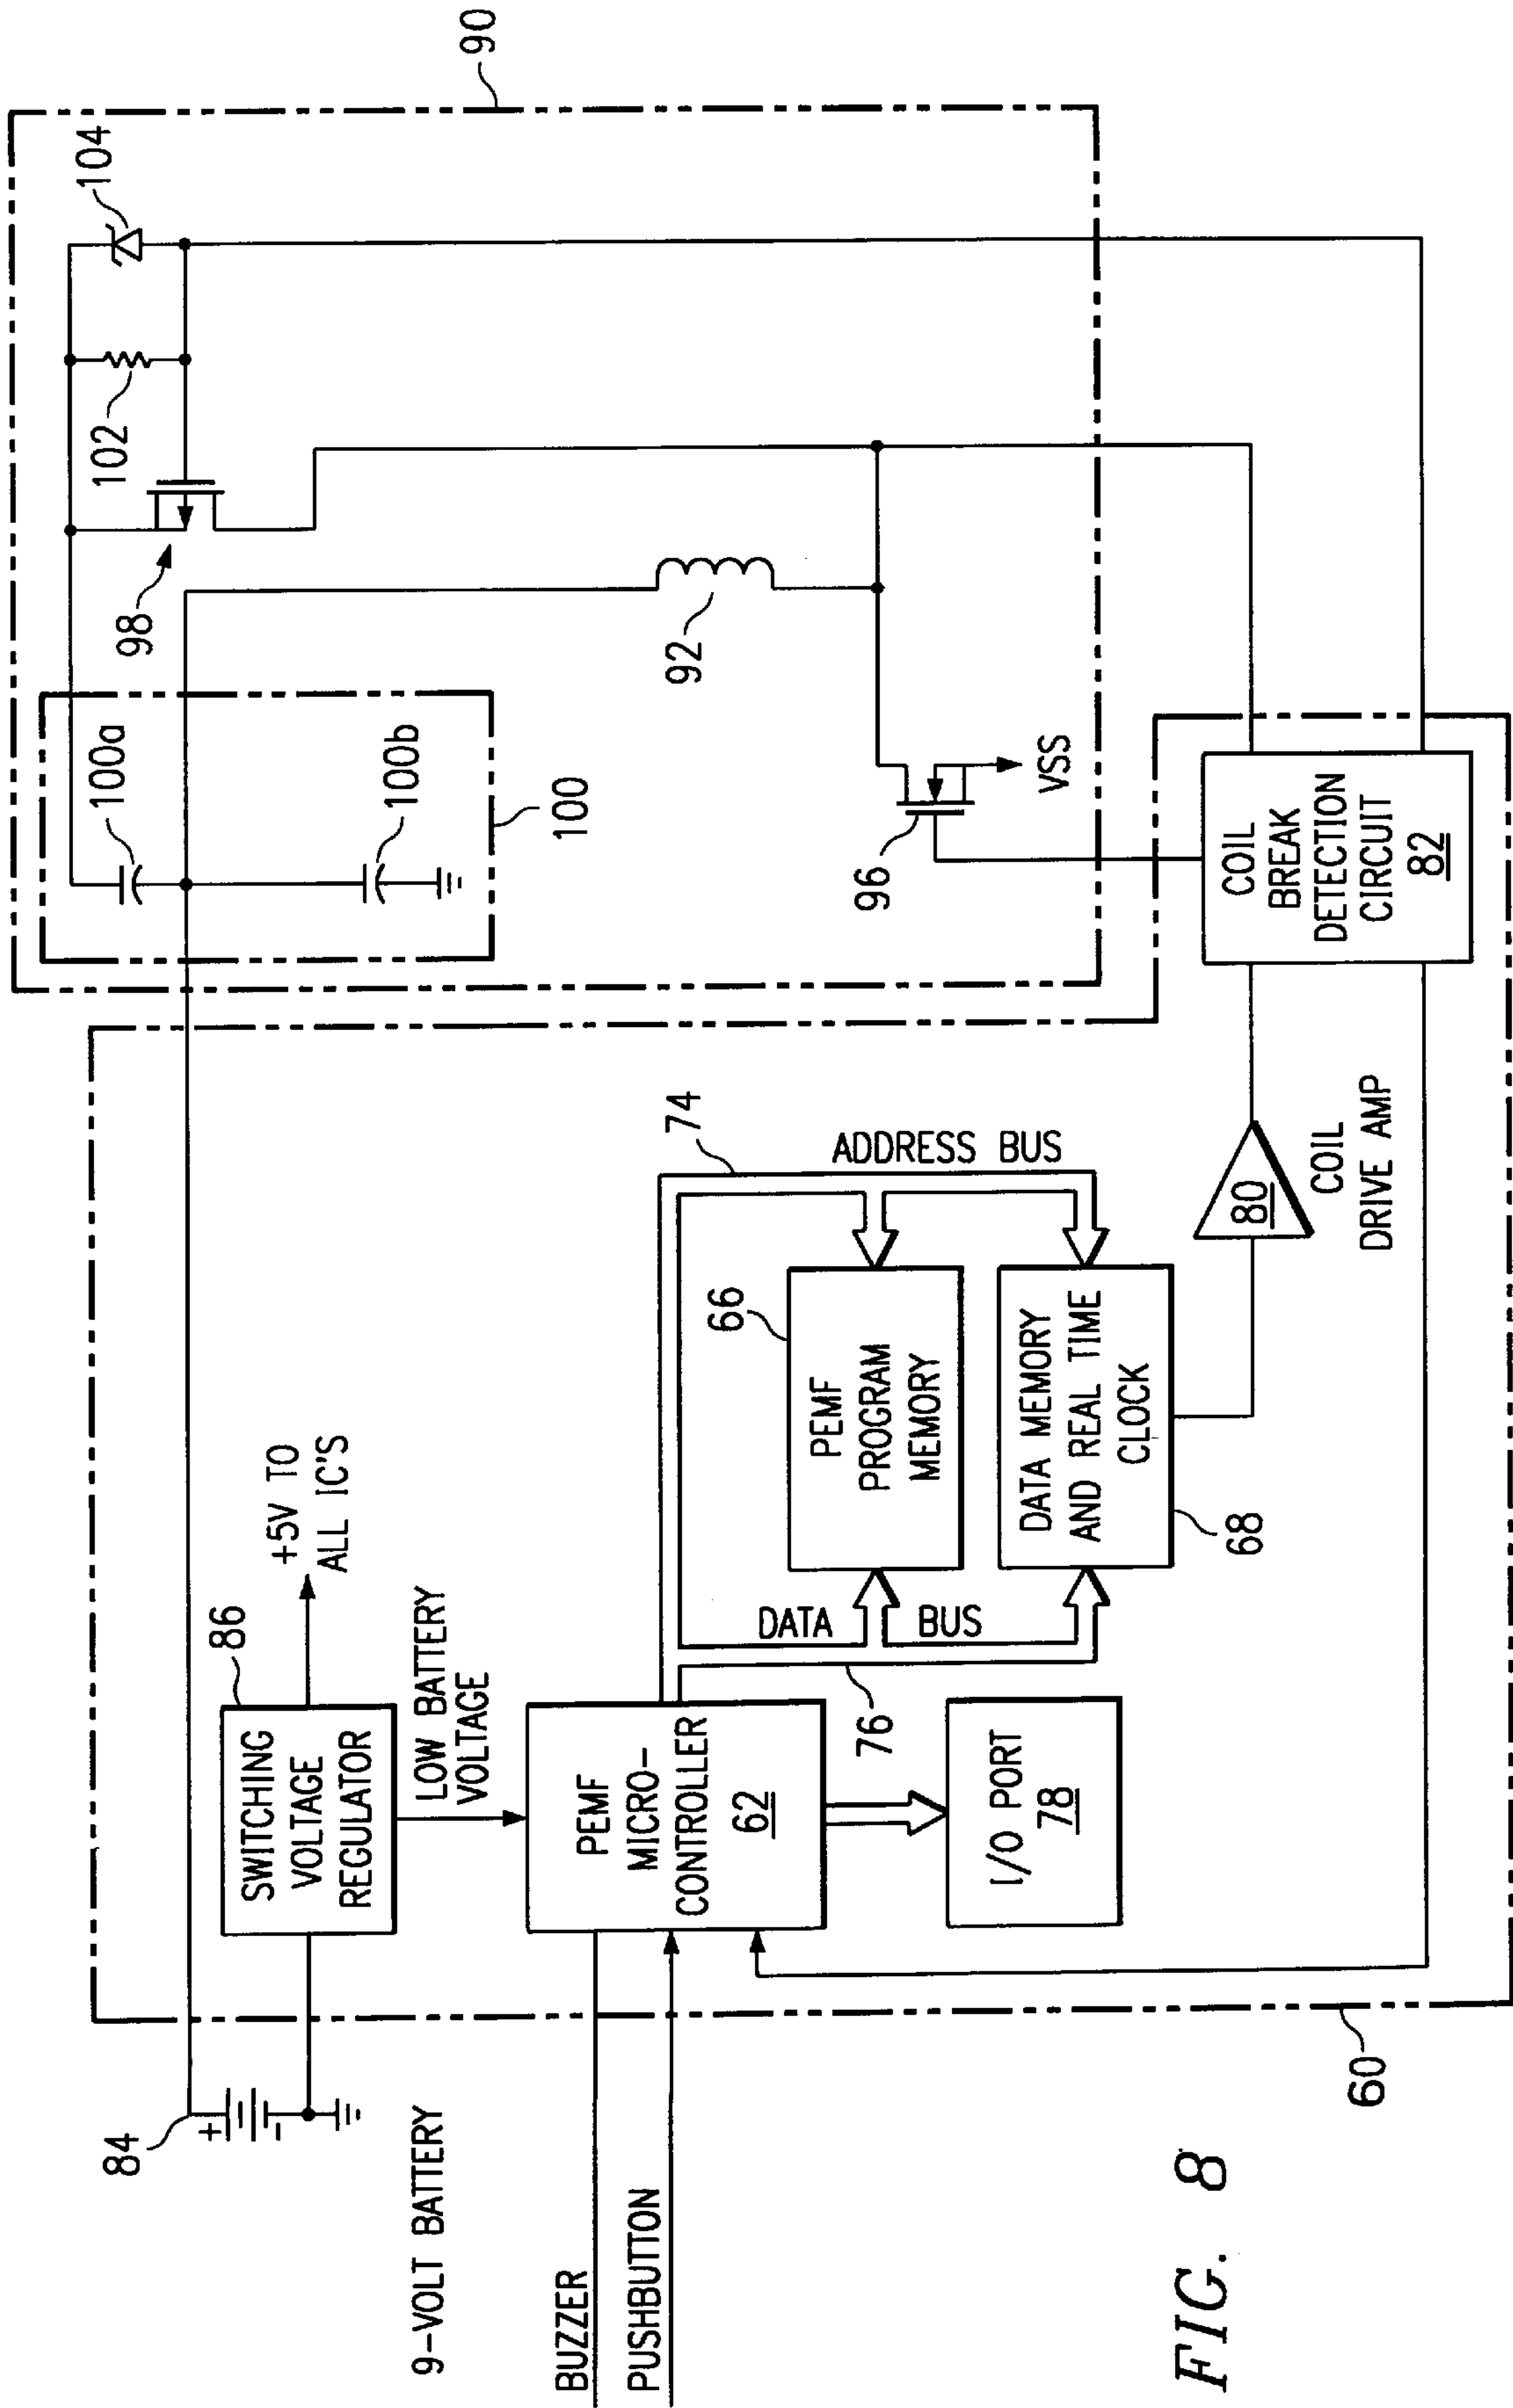 84
9-VOLT BATTERY
BUZZER
PUSHBUTTON
86
SWITCHING
VOLTAGE
REGULATOR
+5V TO
ALL IC'S
LOW BATTERY
VOLTAGE
PEMF
MICRO-
CONTROLLER
62
I/O PORT
78
76
DATA BUS
74
ADDRESS BUS
66
PEMF
PROGRAM
MEMORY
DATA MEMORY
AND REAL TIME
CLOCK
68
80
COIL
DRIVE AMP
60
COIL
BREAK
DETECTION
CIRCUIT
82
100a
100b
100
98
102
104
90
92
96
VSS
+
-
FIG. 8